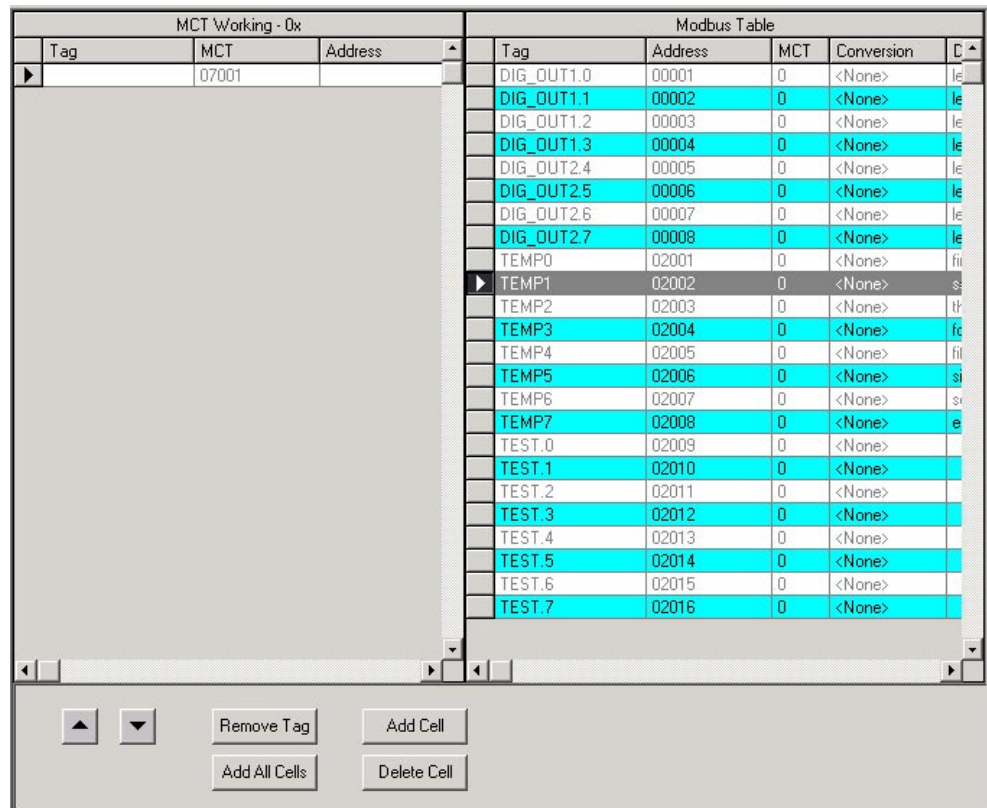 MCT Working - 0x
Tag MCT Address
07001
Modbus Table
Tag Address MCT Conversion
DIG_OUT1.0 00001 0 <None>
DIG_OUT1.1 00002 0 <None>
DIG_OUT1.2 00003 0 <None>
DIG_OUT1.3 00004 0 <None>
DIG_OUT2.4 00005 0 <None>
DIG_OUT2.5 00006 0 <None>
DIG_OUT2.6 00007 0 <None>
DIG_OUT2.7 00008 0 <None>
TEMP0 02001 0 <None>
TEMP1 02002 0 <None>
TEMP2 02003 0 <None>
TEMP3 02004 0 <None>
TEMP4 02005 0 <None>
TEMP5 02006 0 <None>
TEMP6 02007 0 <None>
TEMP7 02008 0 <None>
TEST.0 02009 0 <None>
TEST.1 02010 0 <None>
TEST.2 02011 0 <None>
TEST.3 02012 0 <None>
TEST.4 02013 0 <None>
TEST.5 02014 0 <None>
TEST.6 02015 0 <None>
TEST.7 02016 0 <None>
Remove Tag Add Cell
Add All Cells Delete Cell